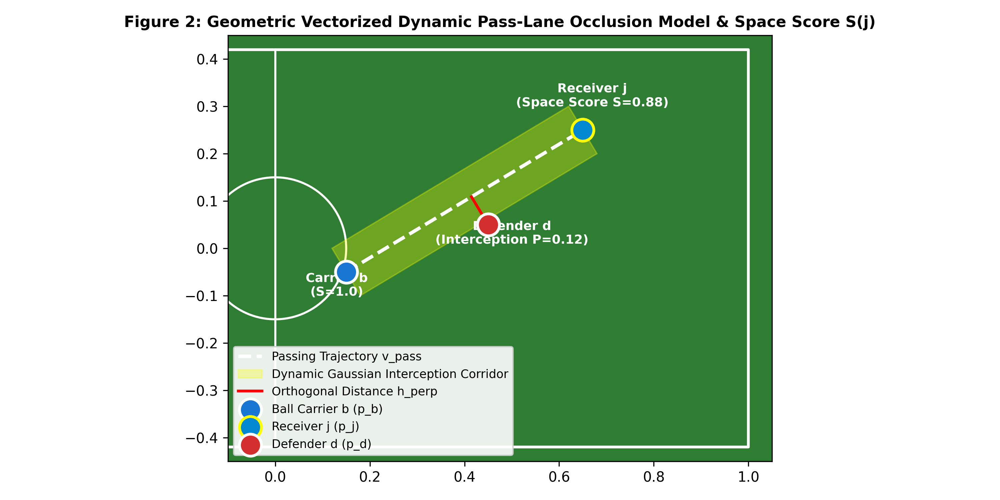 Figure 2: Geometric Vectorized Dynamic Pass-Lane Occlusion Model & Space Score S(j)
0.4
0.3
0.2
0.1
0.0
−0.1
−0.2
−0.3
−0.4
Receiver j
(Space Score S=0.88)
ender d
(Interception P=0.12)
Carr b
(S=1.0)
Passing Trajectory v_pass
Dynamic Gaussian Interception Corridor
Orthogonal Distance h_perp
Ball Carrier b (p_b)
Receiver j (p_j)
Defender d (p_d)
0.0 0.2 0.4 0.6 0.8 1.0